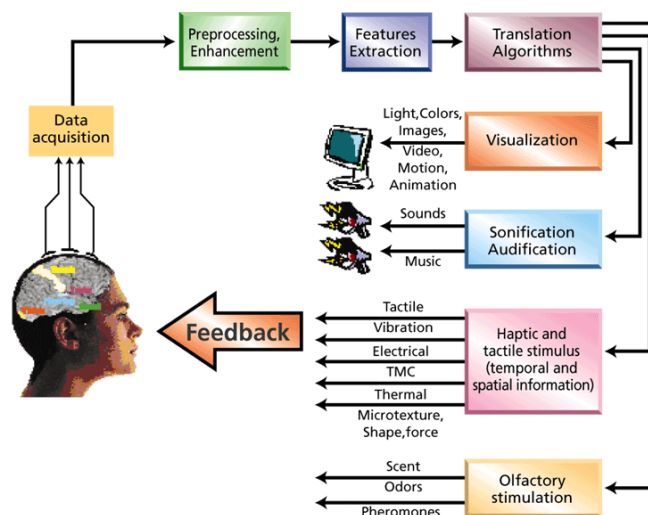 Preprocessing,
Enhancement
Features
Extraction
Translation
Algorithms
Data
acquisition
Light,Colors,
Images,
Video,
Motion,
Animation
Visualization
Sounds
Music
Sonification
Audification
Feedback
Tactile
Vibration
Electrical
TMC
Thermal
Microtexture,
Shape,force
Haptic and
tactile stimulus
(temporal and
spatial information)
Scent
Odors
Pheromones
Olfactory
stimulation